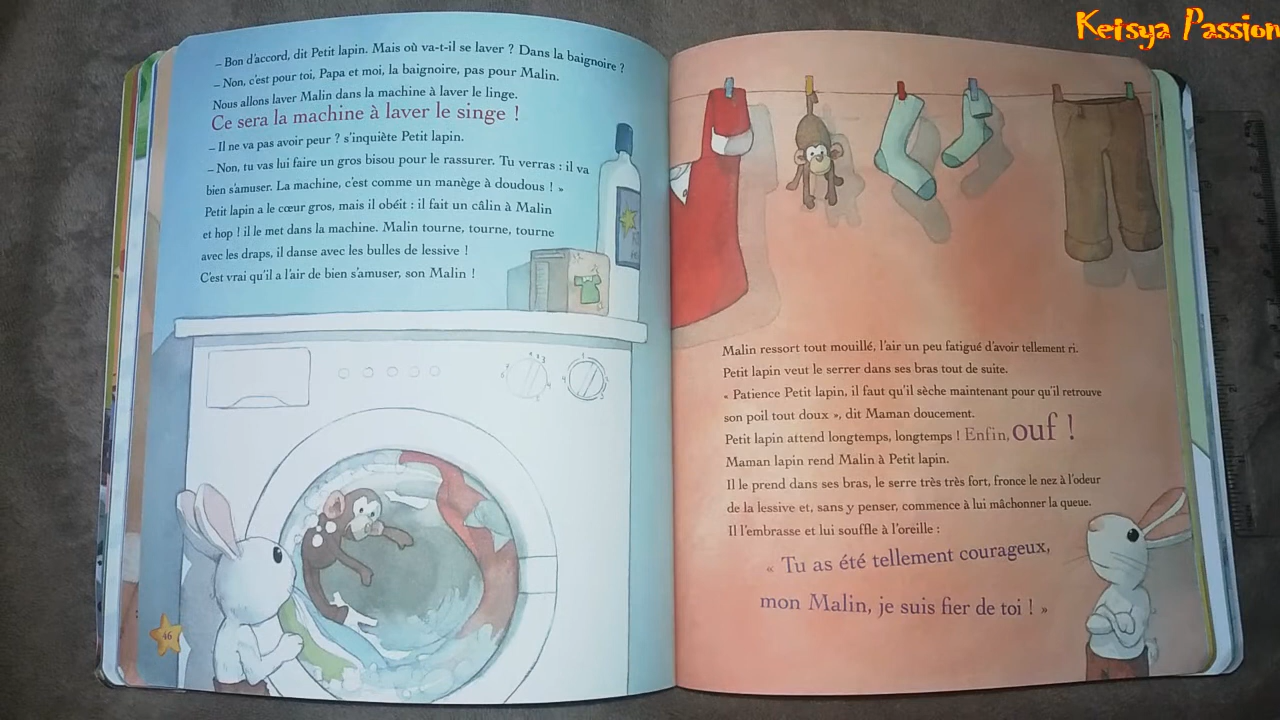 Ketsya Passion
– Bon d'accord, dit Petit lapin. Mais où va-t-il se laver ? Dans la baignoire ?
– Non, c'est pour toi, Papa et moi, la baignoire, pas pour Malin.
Nous allons laver Malin dans la machine à laver le linge.
Ce sera la machine à laver le singe !
– Il ne va pas avoir peur ? s'inquiète Petit lapin.
– Non, tu vas lui faire un gros bisou pour le rassurer. Tu verras : il va
bien s'amuser. La machine, c'est comme un manège à doudous ! »
Petit lapin a le cœur gros, mais il obéit : il fait un câlin à Malin
et hop ! il le met dans la machine. Malin tourne, tourne, tourne
avec les draps, il danse avec les bulles de lessive !
C'est vrai qu'il a l'air de bien s'amuser, son Malin !
46
Malin ressort tout mouillé, l'air un peu fatigué d'avoir tellement ri.
Petit lapin veut le serrer dans ses bras tout de suite.
« Patience Petit lapin, il faut qu'il sèche maintenant pour qu'il retrouve
son poil tout doux », dit Maman doucement.
Petit lapin attend longtemps, longtemps ! Enfin, ouf !
Maman lapin rend Malin à Petit lapin.
Il le prend dans ses bras, le serre très très fort, fronce le nez à l'odeur
de la lessive et, sans y penser, commence à lui mâchonner la queue.
Il l'embrasse et lui souffle à l'oreille :
« Tu as été tellement courageux,
mon Malin, je suis fier de toi ! »